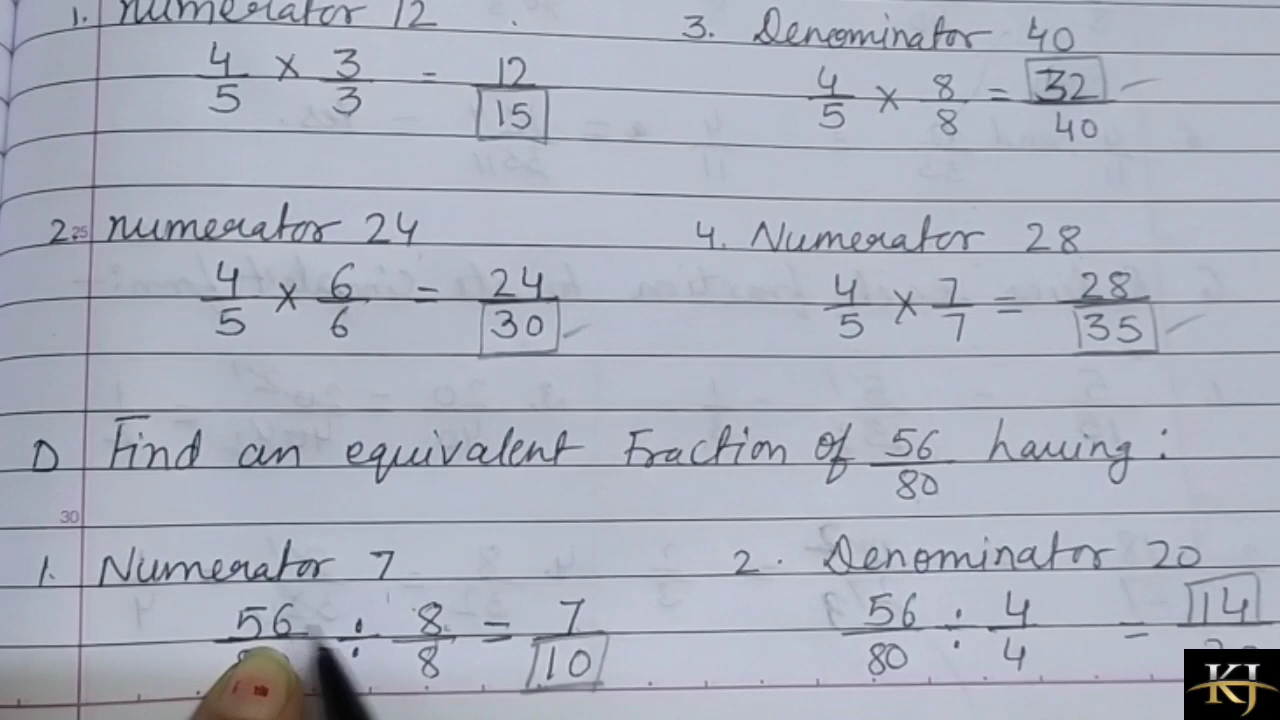 1. numerator 12
4/5 × 3/3 = 12/15
3. Denominator 40
4/5 × 8/8 = 32/40
2. numerator 24
4/5 × 6/6 = 24/30
4. Numerator 28
4/5 × 7/7 = 28/35
D Find an equivalent Fraction of 56/80 having:
1. Numerator 7
56 ÷ 8/8 = 7/10
2. Denominator 20
56/80 ÷ 4/4 = 14
25
30
KJ